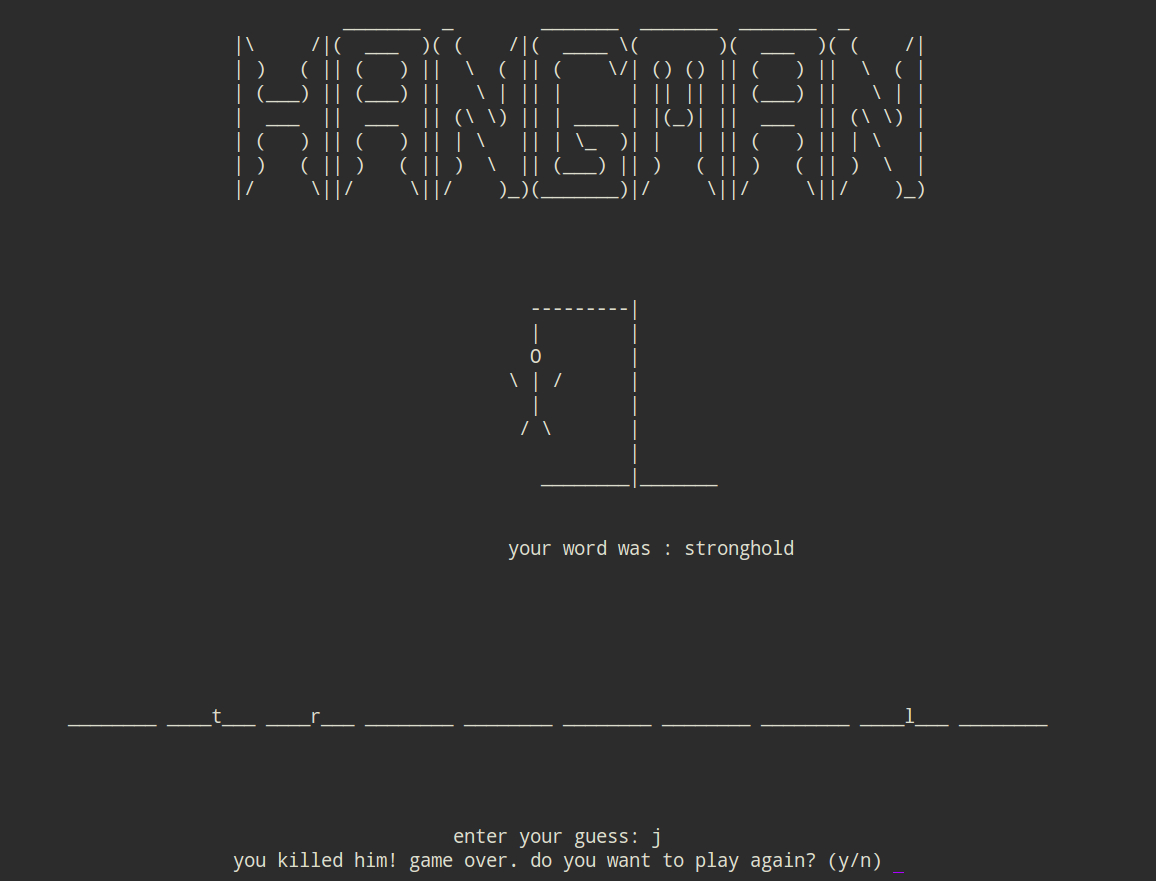 HANGMAN
your word was : stronghold
________ ____t___ ____r___ ________ ________ ________ ________ ________ ____l___ ________
enter your guess: j
you killed him! game over. do you want to play again? (y/n) _